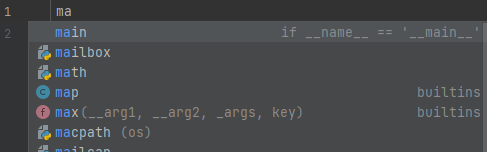 1 ma
2 main if __name__ == '__main__'
mailbox
math
map builtins
max(__arg1, __arg2, _args, key) builtins
macpath (os)
mailcap